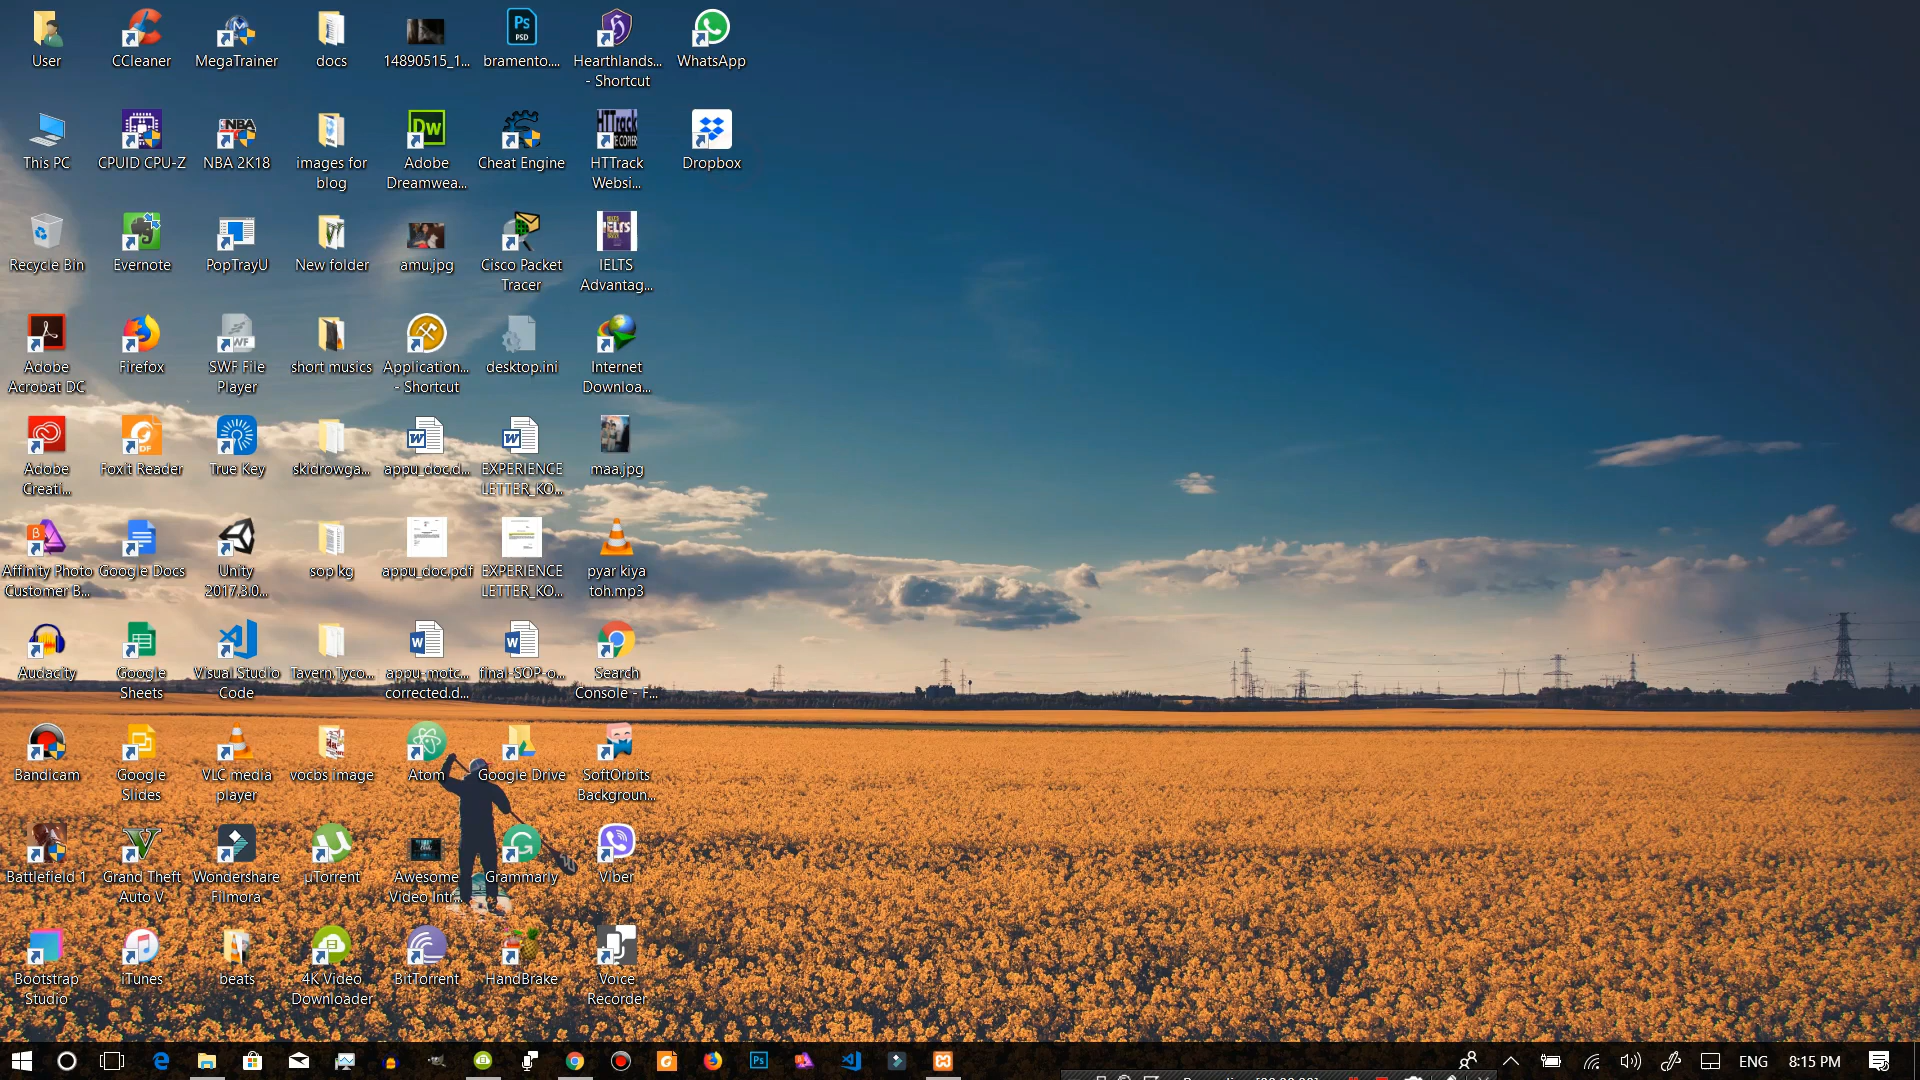 User
CCleaner
MegaTrainer
docs
14890515_1...
bramento....
Hearthlands...
- Shortcut
WhatsApp
This PC
CPUID CPU-Z
NBA 2K18
images for
blog
Adobe
Dreamwea...
Cheat Engine
HTTrack
Websi...
Dropbox
Recycle Bin
Evernote
PopTrayU
New folder
amu.jpg
Cisco Packet
Tracer
IELTS
Advantag...
Adobe
Acrobat DC
Firefox
SWF File
Player
short musics
Application...
- Shortcut
desktop.ini
Internet
Downloa...
Adobe
Creati...
Foxit Reader
True Key
skidrowga...
appu_doc.d...
EXPERIENCE
LETTER_KO...
maa.jpg
Affinity Photo
Customer B...
Google Docs
Unity
2017.3.0...
sop kg
appu_doc.pdf
EXPERIENCE
LETTER_KO...
pyar kiya
toh.mp3
Audacity
Google
Sheets
Visual Studio
Code
Tavern.Tyco...
appu-motc...
corrected.d...
final-SOP-o...
Search
Console - F...
Bandicam
Google
Slides
VLC media
player
vocbs image
Atom
Google Drive
SoftOrbits
Backgroun...
Battlefield 1
Grand Theft
Auto V
Wondershare
Filmora
µTorrent
Awesome
Video Intr...
Grammarly
Viber
Bootstrap
Studio
iTunes
beats
4K Video
Downloader
BitTorrent
HandBrake
Voice
Recorder
ENG
8:15 PM